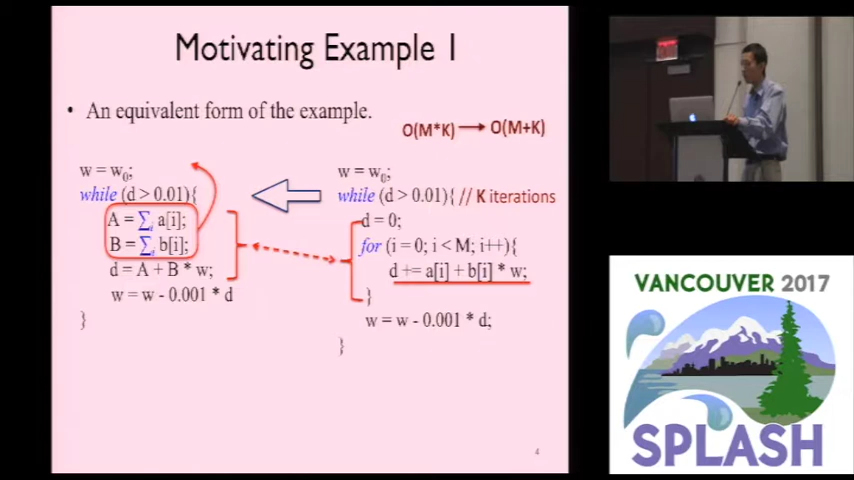 Motivating Example 1
• An equivalent form of the example.
O(M*K) → O(M+K)
w = w₀;
while (d > 0.01){
A = ∑ᵢ a[i];
B = ∑ᵢ b[i];
d = A + B * w;
w = w - 0.001 * d
}
w = w₀;
while (d > 0.01){ // K iterations
d = 0;
for (i = 0; i < M; i++){
d += a[i] + b[i] * w;
}
w = w - 0.001 * d;
}
4
VANCOUVER 2017
SPLASH